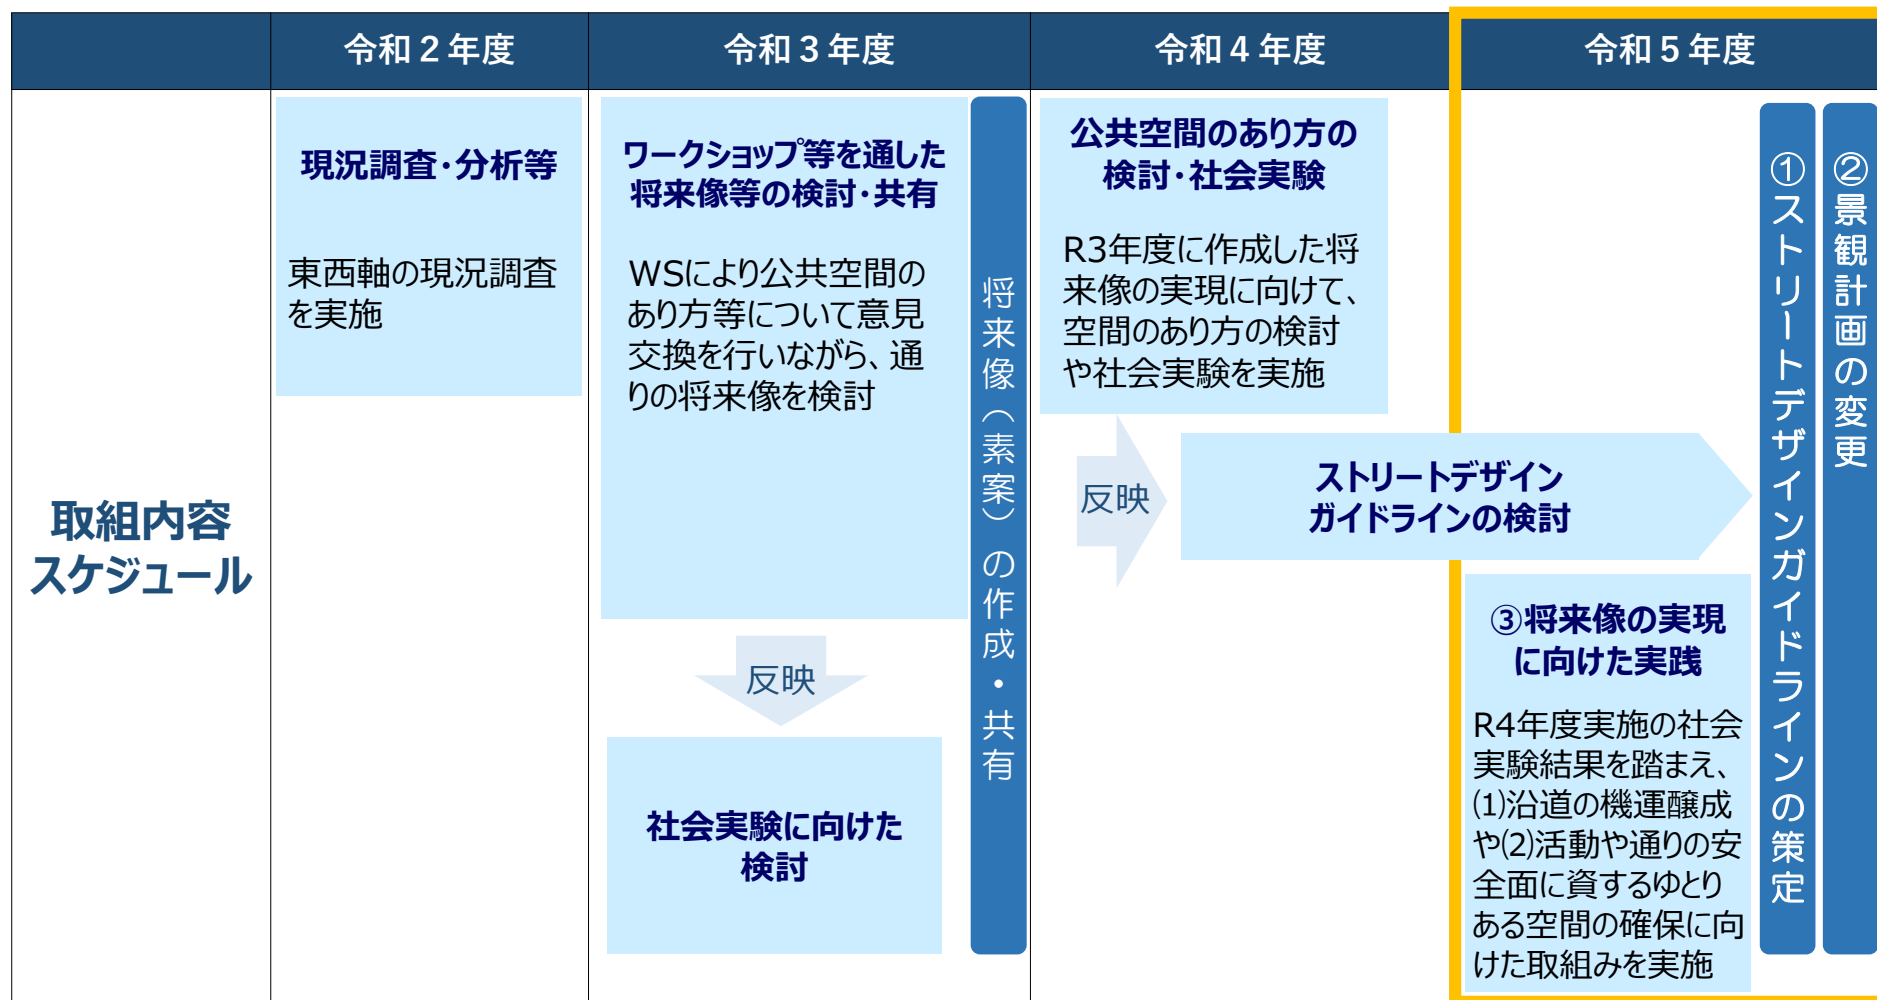 令和２年度
令和３年度
令和４年度
令和５年度
取組内容
スケジュール
現況調査・分析等
東西軸の現況調査
を実施
ワークショップ等を通した
将来像等の検討・共有
WSにより公共空間の
あり方等について意見
交換を行いながら、通
りの将来像を検討
反映
社会実験に向けた
検討
将来像（素案）の作成・共有
公共空間のあり方の
検討・社会実験
R3年度に作成した将
来像の実現に向けて、
空間のあり方の検討
や社会実験を実施
反映
ストリートデザイン
ガイドラインの検討
③将来像の実現
に向けた実践
R4年度実施の社会
実験結果を踏まえ、
⑴沿道の機運醸成
や⑵活動や通りの安
全面に資するゆとり
ある空間の確保に向
けた取組みを実施
①ストリートデザインガイドラインの策定
②景観計画の変更